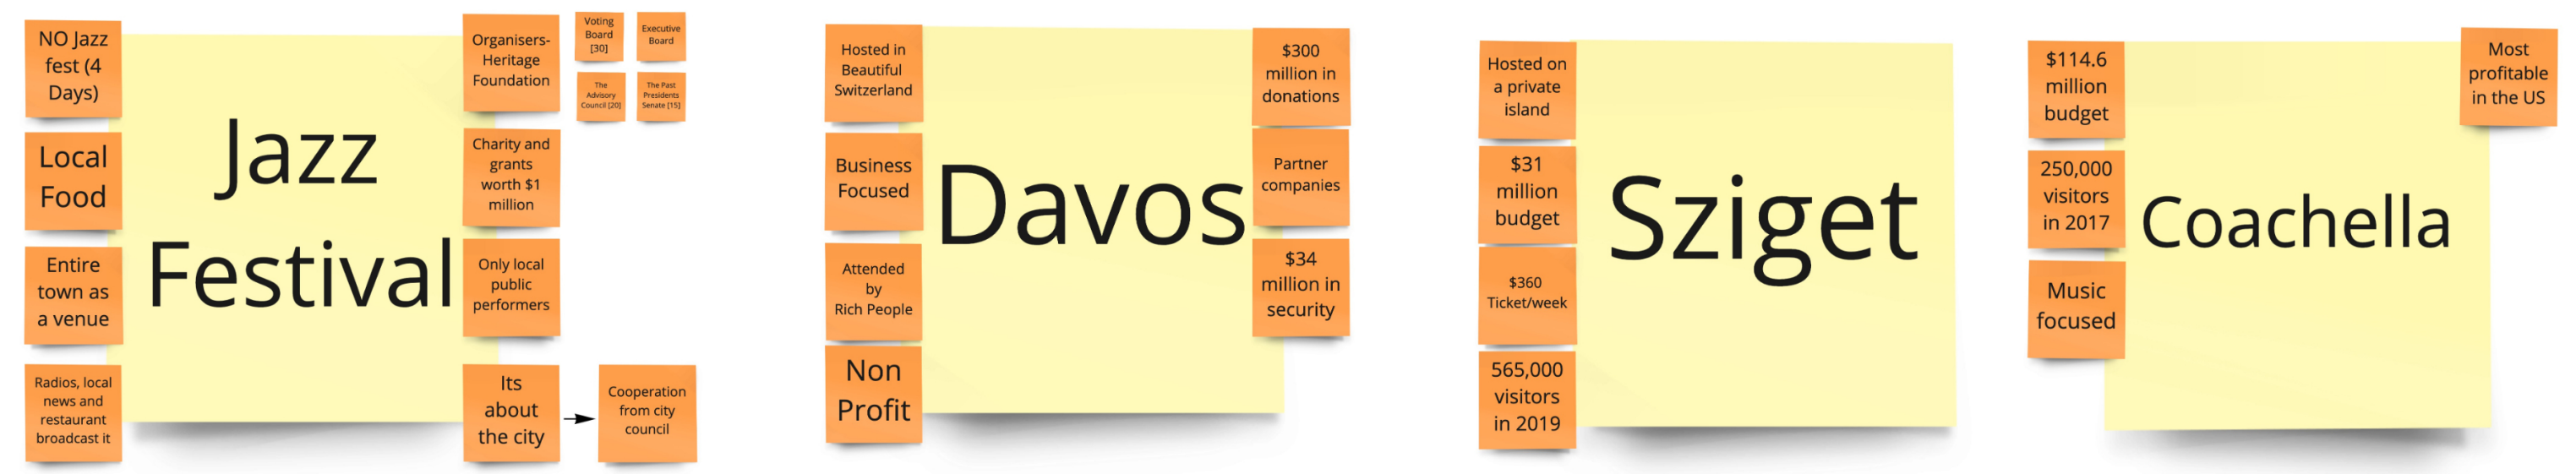 NO Jazz
fest (4
Days)
Local
Food
Entire
town as
a venue
Radios, local
news and
restaurant
broadcast it
Jazz
Festival
Organisers-
Heritage
Foundation
Voting
Board
[30]
Executive
Board
The
Advisory
Council [20]
The Past
Presidents
Senate [15]
Charity and
grants
worth $1
million
Only local
public
performers
Its
about
the city
Cooperation
from city
council
Hosted in
Beautiful
Switzerland
Business
Focused
Attended
by
Rich People
Non
Profit
Davos
$300
million in
donations
Partner
companies
$34
million in
security
Hosted on
a private
island
$31
million
budget
$360
Ticket/week
565,000
visitors
in 2019
Sziget
$114.6
million
budget
250,000
visitors
in 2017
Music
focused
Coachella
Most
profitable
in the US